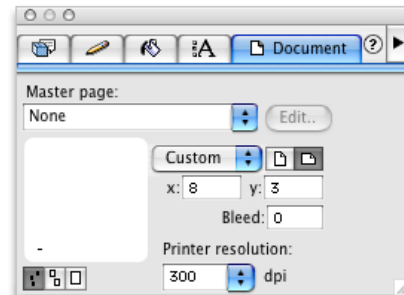 A Document ?
Master page:
None Edit..
Custom
x: 8 y: 3
Bleed: 0
Printer resolution:
300 dpi